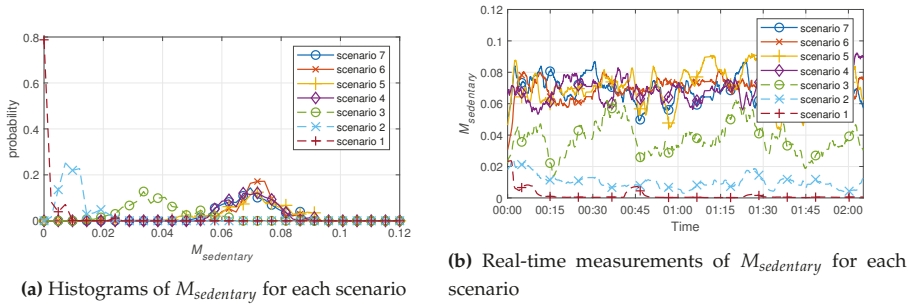 0.8
0.6
0.4
0.2
0
probability
0
0.02
0.04
0.06
0.08
0.1
0.12
M_sedentary
scenario 7
scenario 6
scenario 5
scenario 4
scenario 3
scenario 2
scenario 1
(a) Histograms of M_sedentary for each scenario
0.12
0.1
0.08
0.06
0.04
0.02
0
M_sedentary
00:00
00:15
00:30
00:45
01:00
01:15
01:30
01:45
02:00
Time
scenario 7
scenario 6
scenario 5
scenario 4
scenario 3
scenario 2
scenario 1
(b) Real-time measurements of M_sedentary for each
scenario